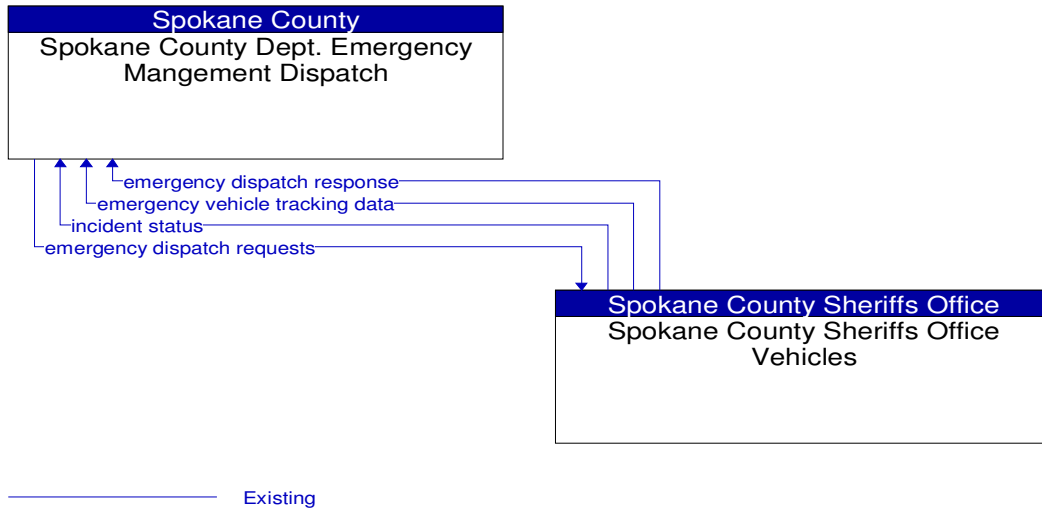 Spokane County
Spokane County Dept. Emergency
Mangement Dispatch
emergency dispatch response
emergency vehicle tracking data
incident status
emergency dispatch requests
Spokane County Sheriffs Office
Spokane County Sheriffs Office
Vehicles
Existing